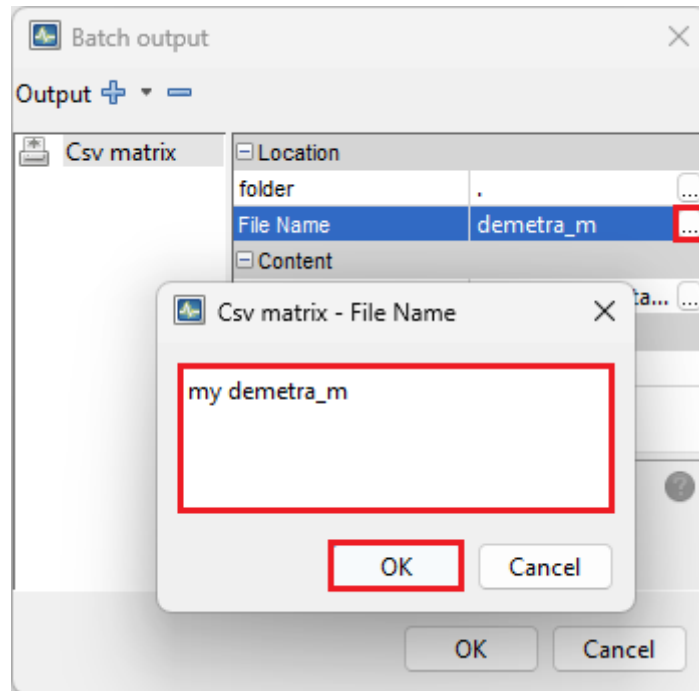 Batch output
Output
Csv matrix
Location
folder .
...
File Name demetra_m
...
Content
ta... ...
Csv matrix - File Name
my demetra_m
OK Cancel
?
OK Cancel